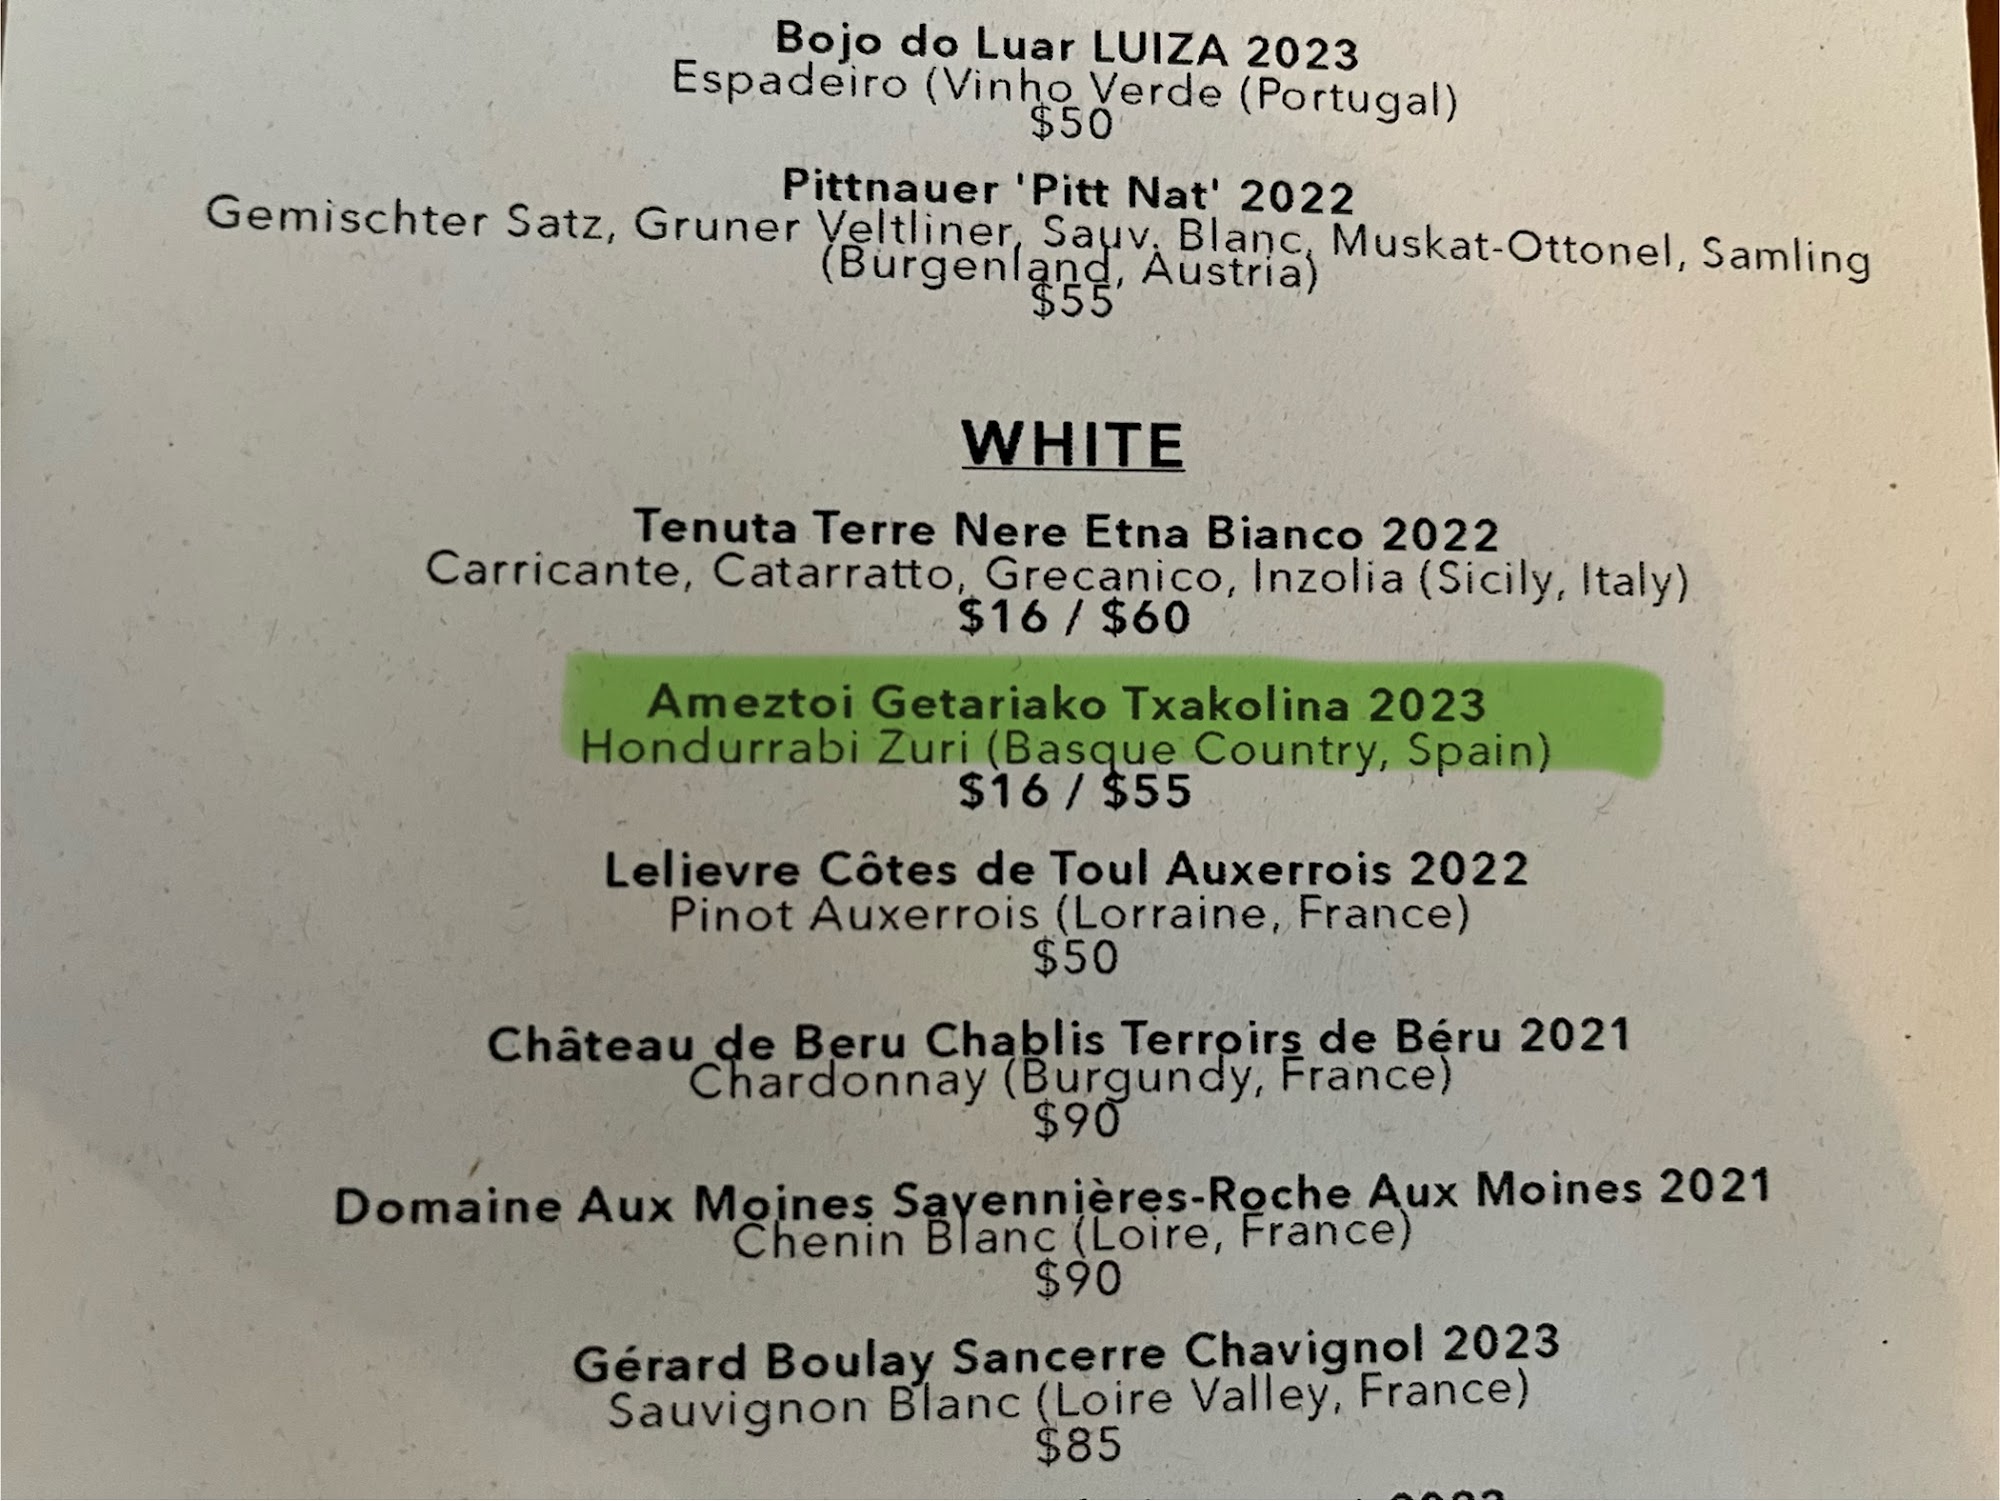 Bojo do Luar LUIZA 2023
Espadeiro (Vinho Verde (Portugal)
$50
Pittnauer 'Pitt Nat' 2022
Gemischter Satz, Gruner Veltliner, Sauv. Blanc, Muskat-Ottonel, Samling
(Burgenland, Austria)
$55
WHITE
Tenuta Terre Nere Etna Bianco 2022
Carricante, Catarratto, Grecanico, Inzolia (Sicily, Italy)
$16 / $60
Ameztoi Getariako Txakolina 2023
Hondurrabi Zuri (Basque Country, Spain)
$16 / $55
Lelievre Côtes de Toul Auxerrois 2022
Pinot Auxerrois (Lorraine, France)
$50
Château de Beru Chablis Terroirs de Béru 2021
Chardonnay (Burgundy, France)
$90
Domaine Aux Moines Savennières-Roche Aux Moines 2021
Chenin Blanc (Loire, France)
$90
Gérard Boulay Sancerre Chavignol 2023
Sauvignon Blanc (Loire Valley, France)
$85